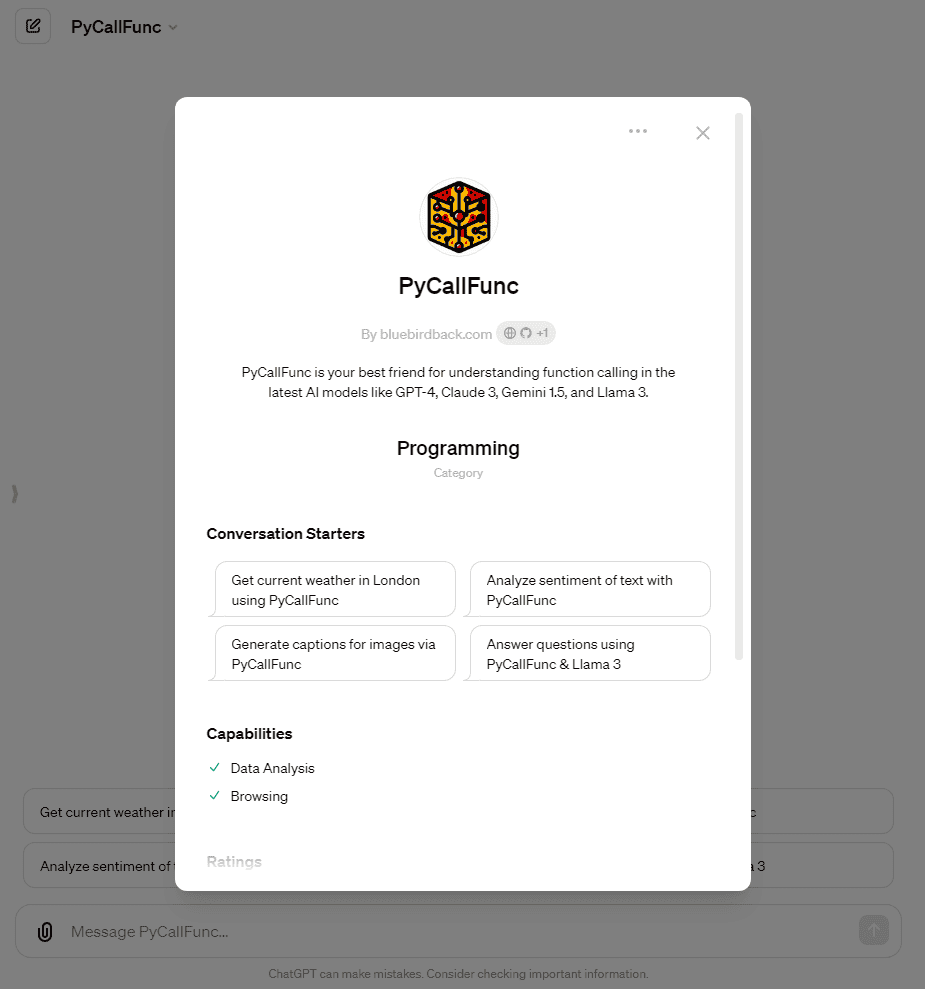 PyCallFunc
PyCallFunc
By bluebirdback.com +1
PyCallFunc is your best friend for understanding function calling in the
latest AI models like GPT-4, Claude 3, Gemini 1.5, and Llama 3.
Programming
Category
Conversation Starters
Get current weather in London
using PyCallFunc
Analyze sentiment of text with
PyCallFunc
Generate captions for images via
PyCallFunc
Answer questions using
PyCallFunc & Llama 3
Capabilities
Data Analysis
Browsing
Ratings
Get current weather in
Analyze sentiment of
a 3
Message PyCallFunc...
ChatGPT can make mistakes. Consider checking important information.